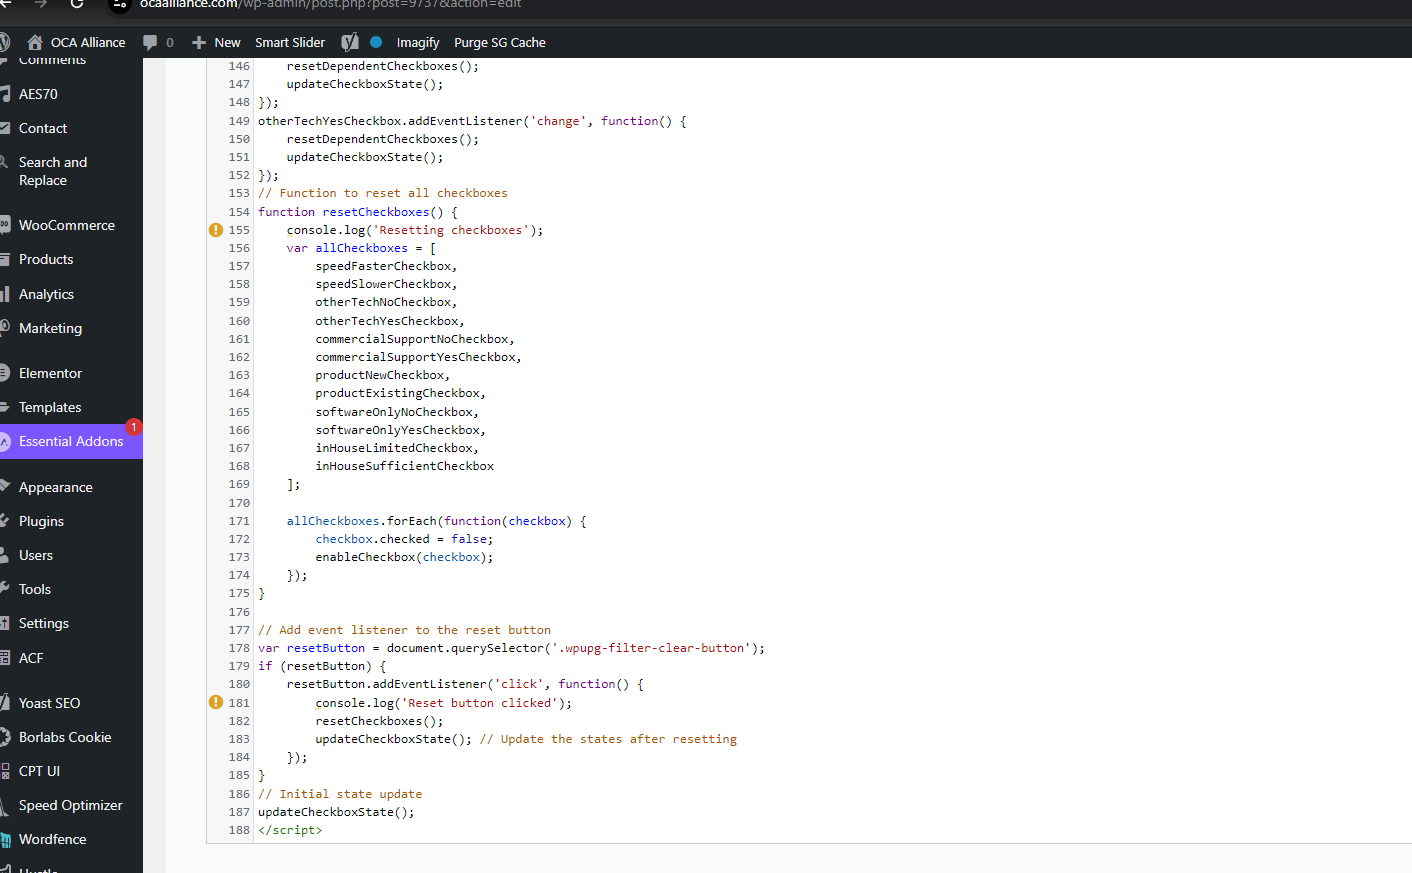 ocaalliance.com/wp-admin/post.php?post=9737&action=edit
OCA Alliance 0 New Smart Slider Imagify Purge SG Cache
Comments
AES70
Contact
Search and
Replace
WooCommerce
Products
Analytics
Marketing
Elementor
Templates
1
Essential Addons
Appearance
Plugins
Users
Tools
Settings
ACF
Yoast SEO
Borlabs Cookie
CPT UI
Speed Optimizer
Wordfence
Hustle
146 resetDependentCheckboxes();
147 updateCheckboxState();
148 });
149 otherTechYesCheckbox.addEventListener('change', function() {
150 resetDependentCheckboxes();
151 updateCheckboxState();
152 });
153 // Function to reset all checkboxes
154 function resetCheckboxes() {
155 console.log('Resetting checkboxes');
156 var allCheckboxes = [
157 speedFasterCheckbox,
158 speedSlowerCheckbox,
159 otherTechNoCheckbox,
160 otherTechYesCheckbox,
161 commercialSupportNoCheckbox,
162 commercialSupportYesCheckbox,
163 productNewCheckbox,
164 productExistingCheckbox,
165 softwareOnlyNoCheckbox,
166 softwareOnlyYesCheckbox,
167 inHouseLimitedCheckbox,
168 inHouseSufficientCheckbox
169 ];
170
171 allCheckboxes.forEach(function(checkbox) {
172 checkbox.checked = false;
173 enableCheckbox(checkbox);
174 });
175 }
176
177 // Add event listener to the reset button
178 var resetButton = document.querySelector('.wpupg-filter-clear-button');
179 if (resetButton) {
180 resetButton.addEventListener('click', function() {
181 console.log('Reset button clicked');
182 resetCheckboxes();
183 updateCheckboxState(); // Update the states after resetting
184 });
185 }
186 // Initial state update
187 updateCheckboxState();
188 </script>